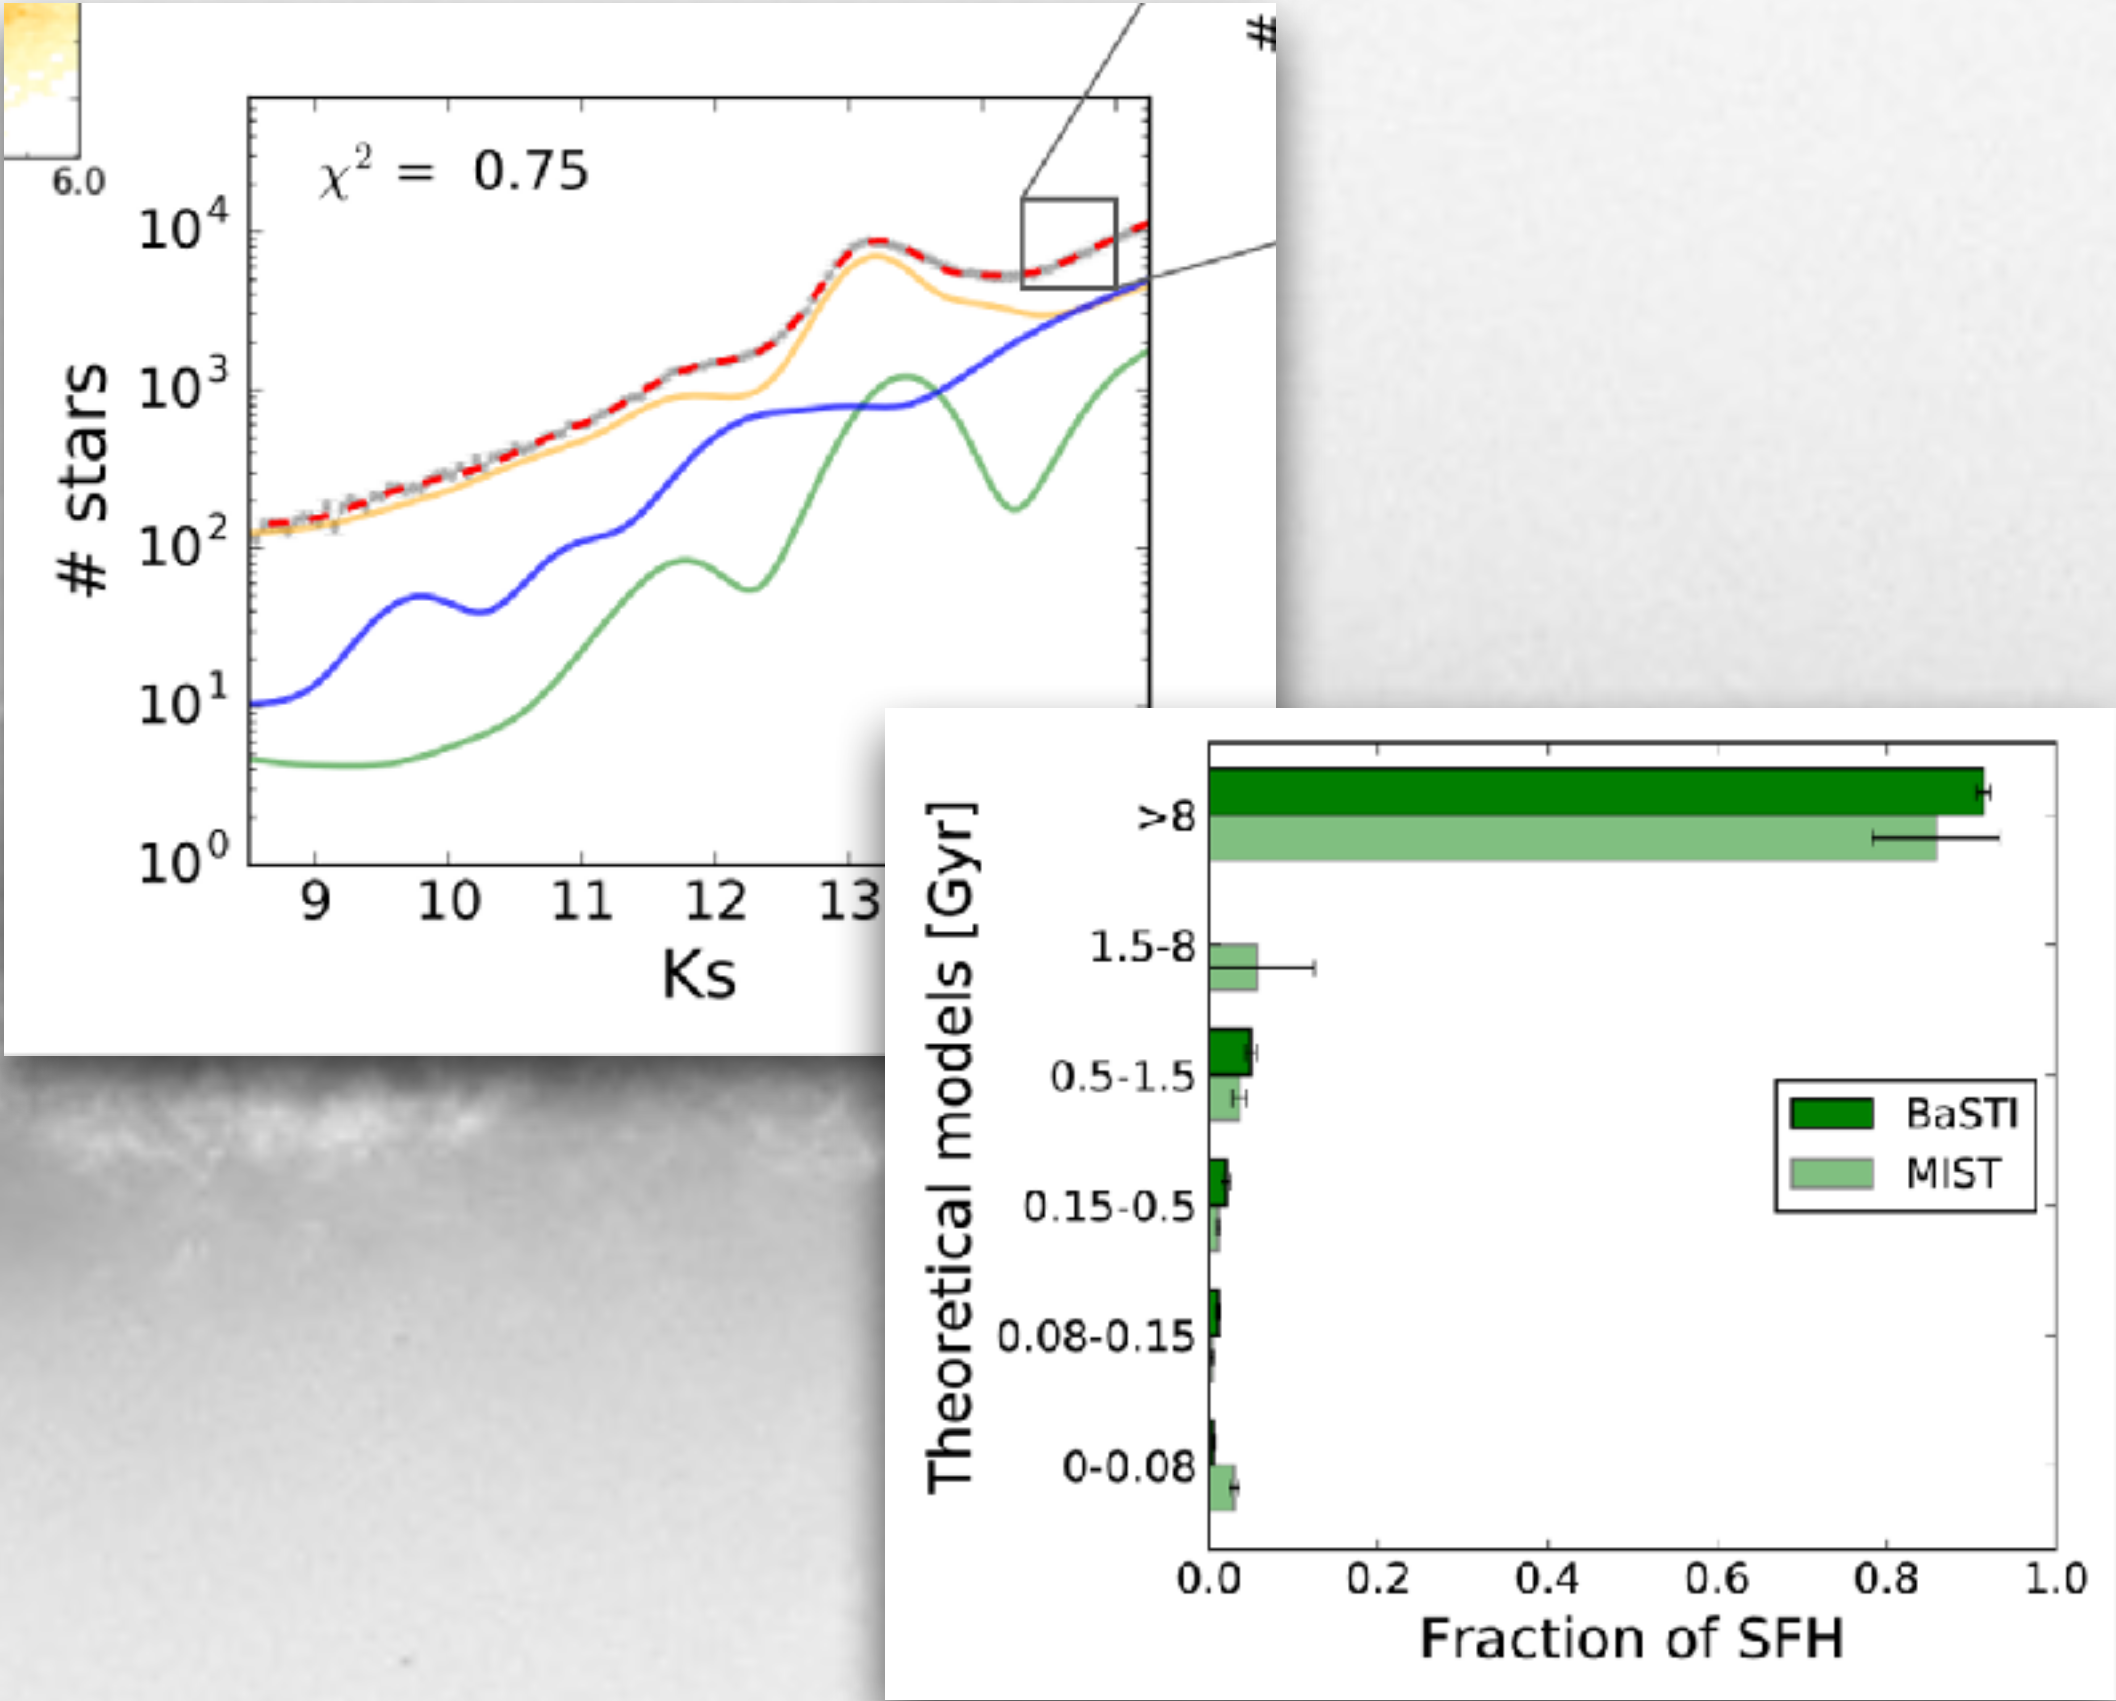 #
6.0
χ² = 0.75
10⁴
10³
10²
10¹
10⁰
# stars
9 10 11 12 13
Ks
Theoretical models [Gyr]
>8
1.5-8
0.5-1.5
0.15-0.5
0.08-0.15
0-0.08
BaSTI
MIST
0.0 0.2 0.4 0.6 0.8 1.0
Fraction of SFH